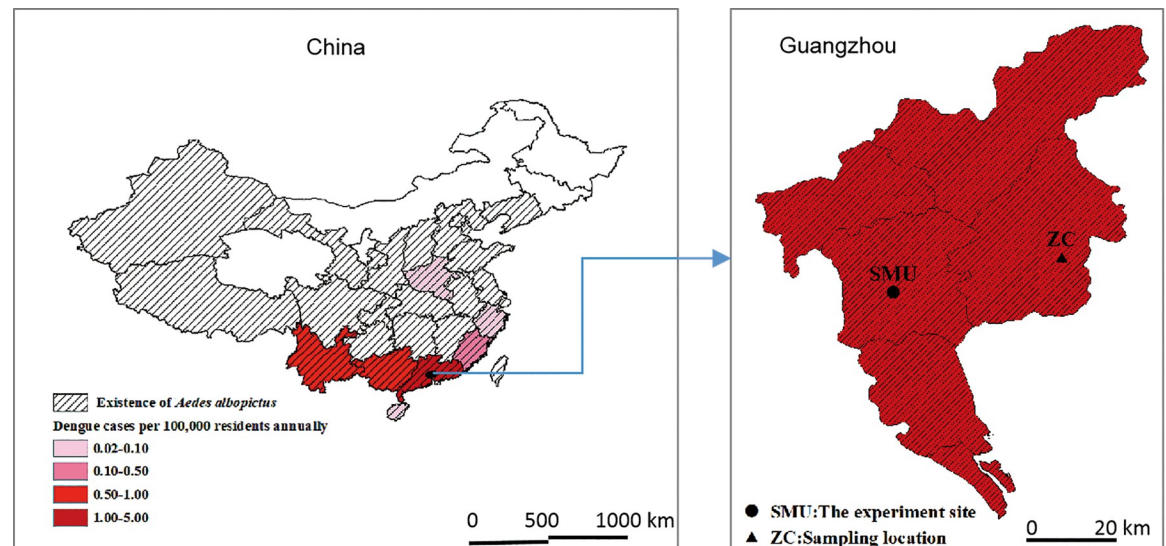 China
Existence of Aedes albopictus
Dengue cases per 100,000 residents annually
0.02-0.10
0.10-0.50
0.50-1.00
1.00-5.00
0 500 1000 km
Guangzhou
ZC
SMU
SMU:The experiment site
ZC:Sampling location
0 20 km